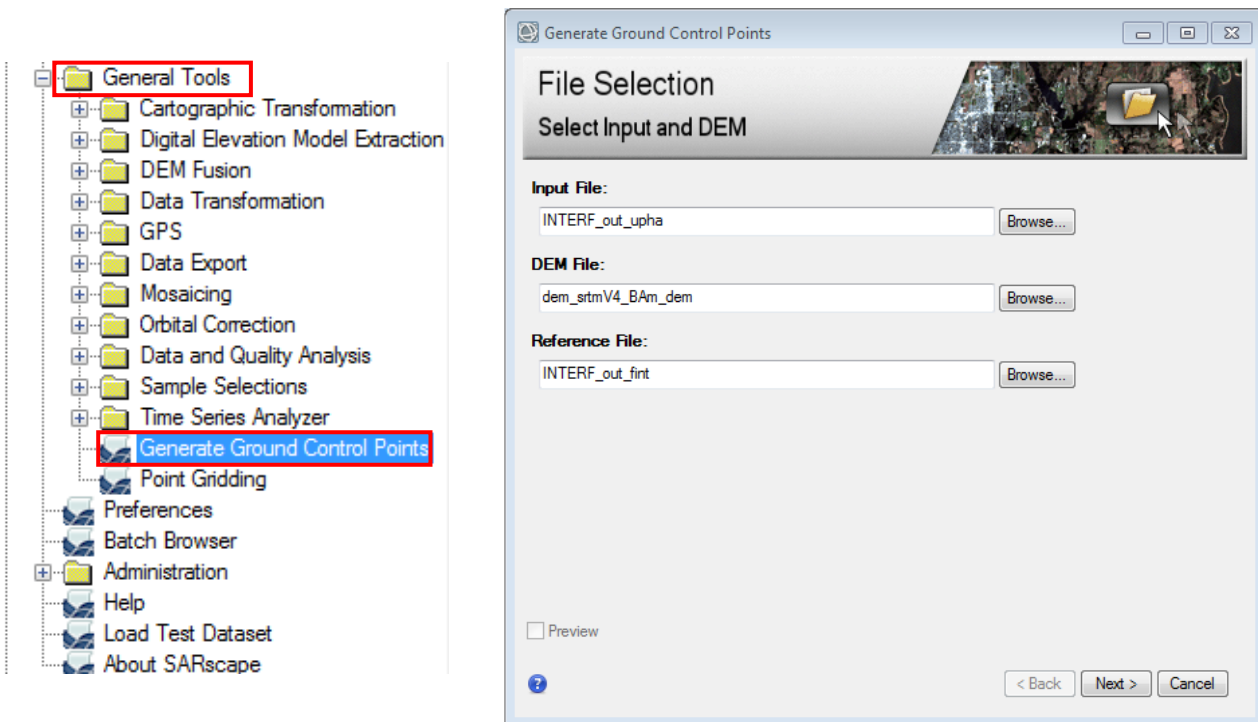 General Tools
Cartographic Transformation
Digital Elevation Model Extraction
DEM Fusion
Data Transformation
GPS
Data Export
Mosaicing
Orbital Correction
Data and Quality Analysis
Sample Selections
Time Series Analyzer
Generate Ground Control Points
Point Gridding
Preferences
Batch Browser
Administration
Help
Load Test Dataset
About SARscape
Generate Ground Control Points
File Selection
Select Input and DEM
Input File:
INTERF_out_upha Browse...
DEM File:
dem_srtmV4_BAm_dem Browse...
Reference File:
INTERF_out_fint Browse...
Preview
? < Back Next > Cancel